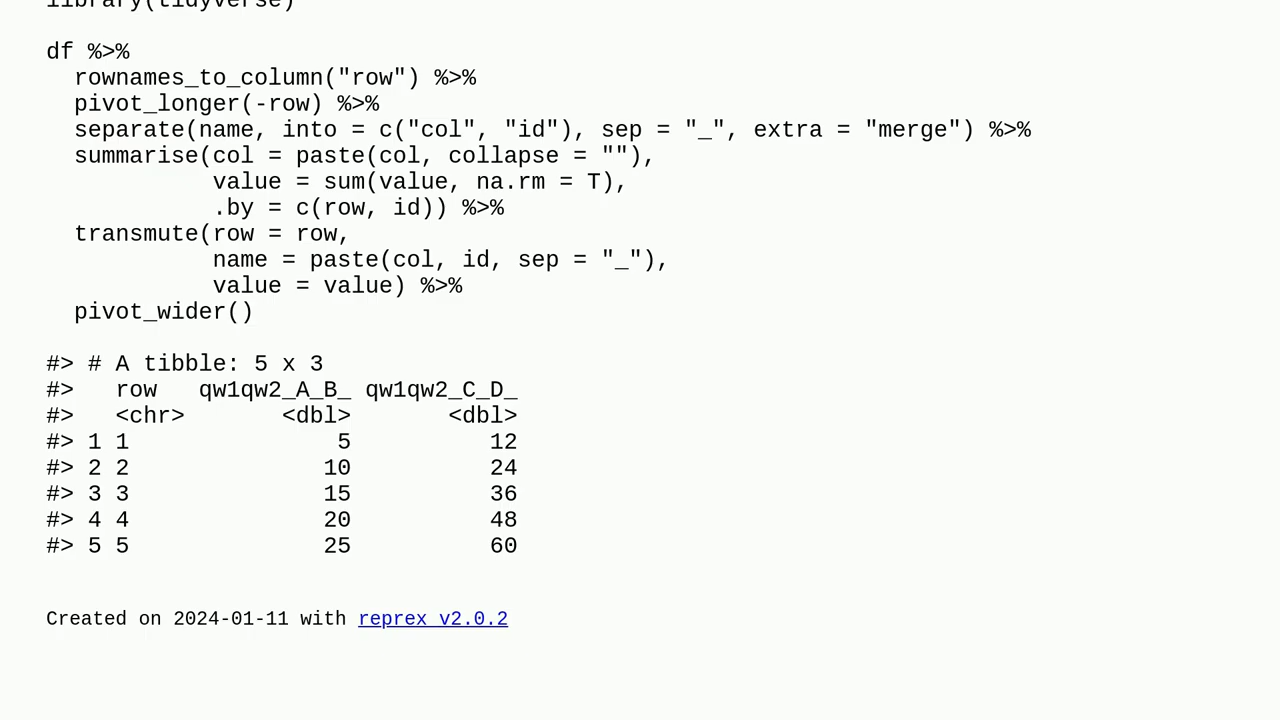 library(tidyverse)
df %>%
  rownames_to_column("row") %>%
  pivot_longer(-row) %>%
  separate(name, into = c("col", "id"), sep = "_", extra = "merge") %>%
  summarise(col = paste(col, collapse = ""),
            value = sum(value, na.rm = T),
            .by = c(row, id)) %>%
  transmute(row = row,
            name = paste(col, id, sep = "_"),
            value = value) %>%
  pivot_wider()
#> # A tibble: 5 x 3
#>   row   qw1qw2_A_B_ qw1qw2_C_D_
#>   <chr>       <dbl>       <dbl>
#> 1 1               5          12
#> 2 2              10          24
#> 3 3              15          36
#> 4 4              20          48
#> 5 5              25          60
Created on 2024-01-11 with reprex v2.0.2